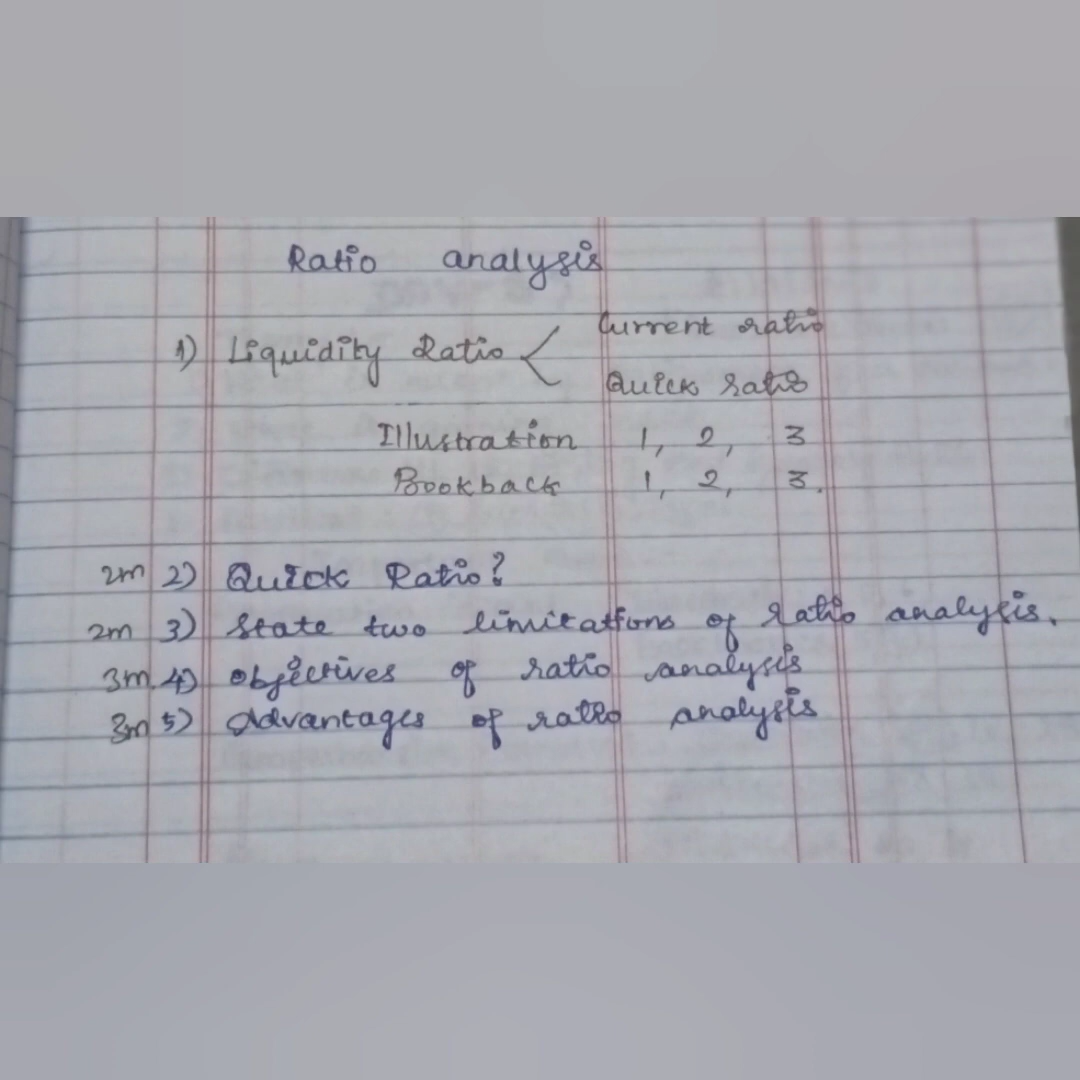 Ratio analysis
1) Liquidity Ratio < Current ratio
Quick ratio
Illustration 1, 2, 3
Bookback 1, 2, 3.
2m 2) Quick Ratio?
2m 3) State two limitations of ratio analysis.
3m 4) objectives of ratio analysis
3m 5) Advantages of ratio analysis